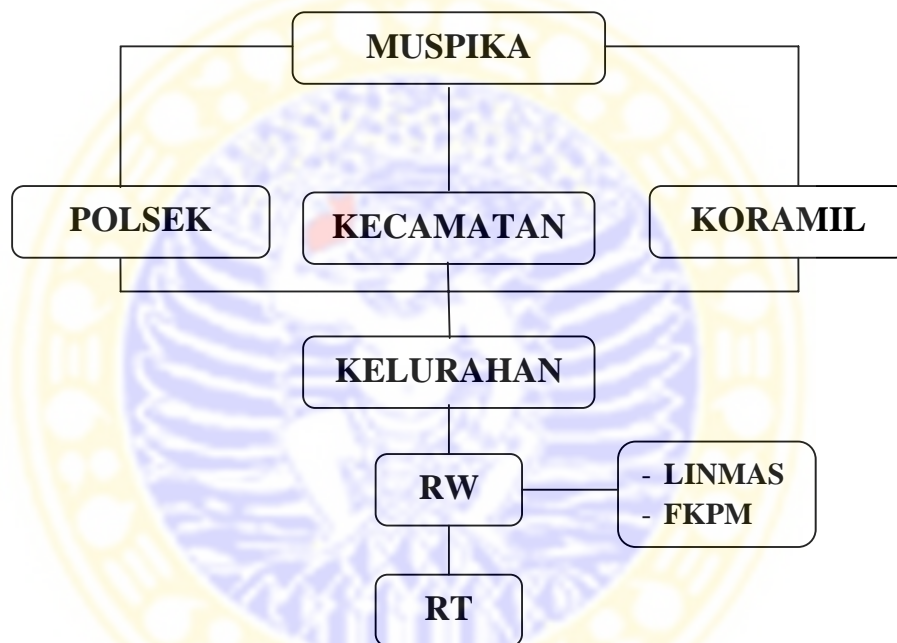 MUSPIKA
POLSEK
KECAMATAN
KORAMIL
KELURAHAN
RW
- LINMAS
- FKPM
RT